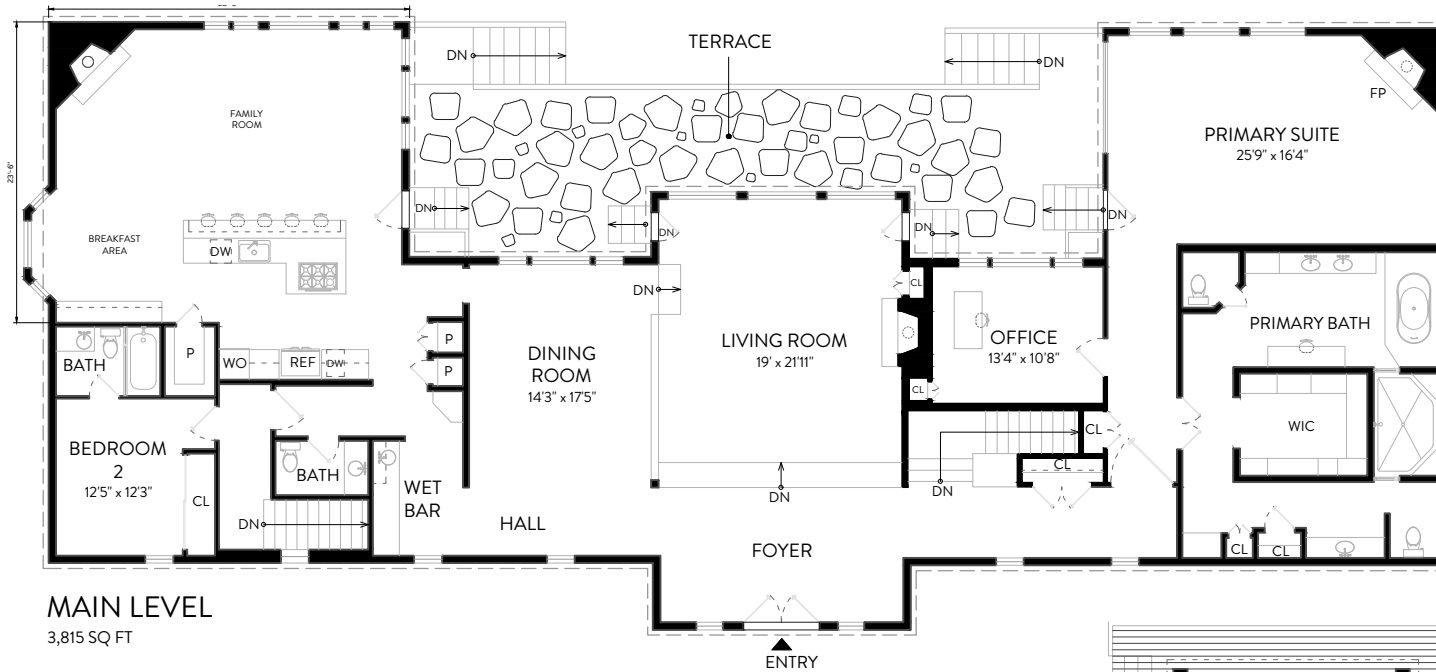 TERRACE
DN
DN
FAMILY
ROOM
FP
PRIMARY SUITE
25'9" x 16'4"
23'-6"
DN
DN
DN
DN
DN
BREAKFAST
AREA
DW
DN
CL
PRIMARY BATH
OFFICE
13'4" x 10'8"
LIVING ROOM
19' x 21'11"
DINING
ROOM
14'3" x 17'5"
P
P
P
BATH
WO
REF
DW
CL
WIC
CL
CL
BEDROOM
2
12'5" x 12'3"
BATH
CL
WET
BAR
DN
DN
DN
HALL
FOYER
CL
CL
MAIN LEVEL
3,815 SQ FT
ENTRY